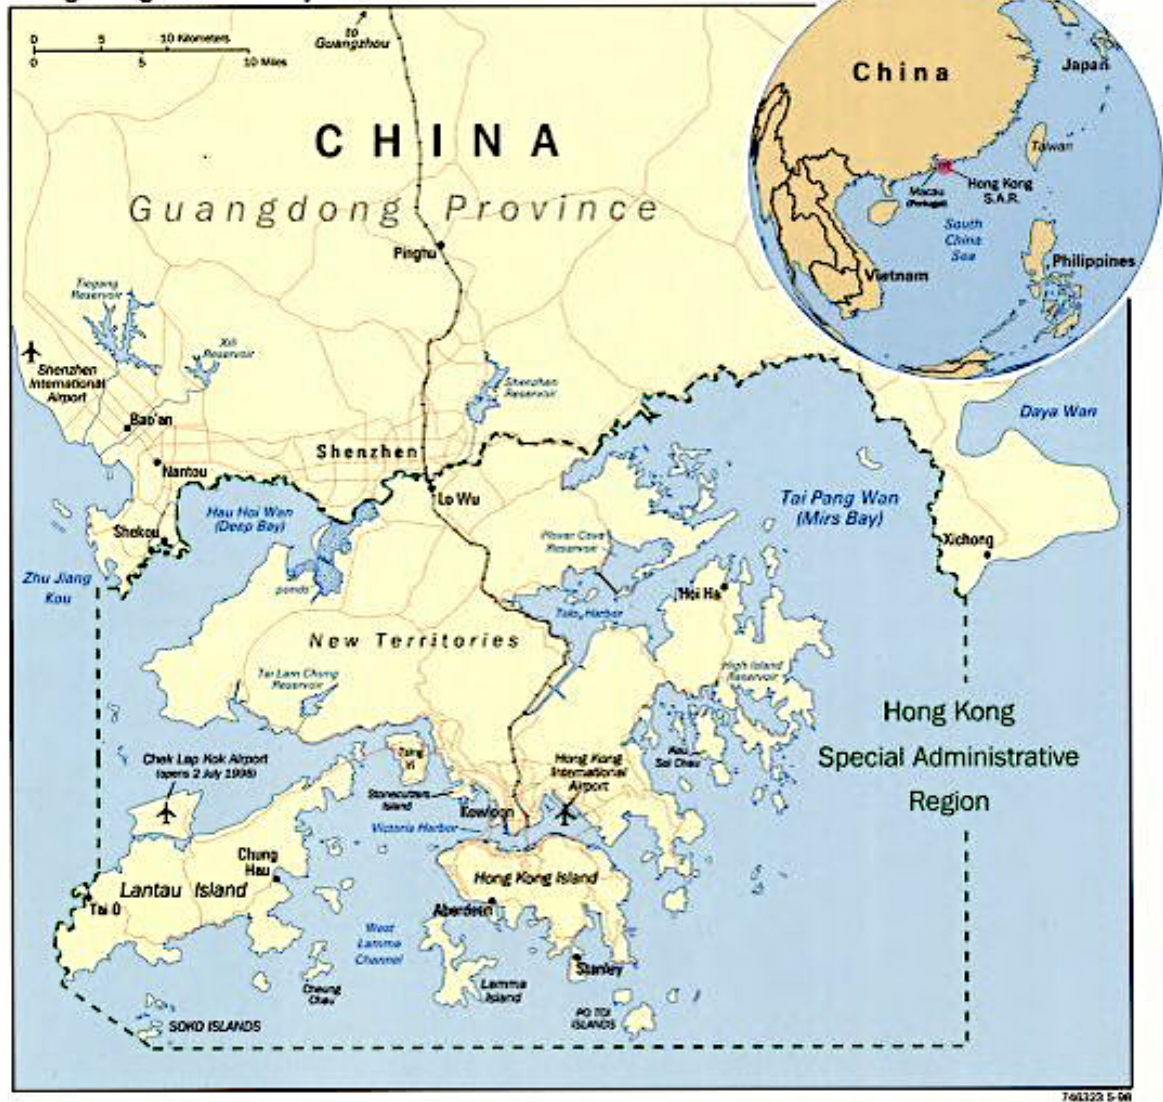 to
Guangzhou
0 5 10 Kilometers
0 5 10 Miles
CHINA
Guangdong Province
Pinghu
Tiegang
Reservoir
Xili
Reservoir
Shenzhen
International
Airport
Shenzhen
Reservoir
Bao'an
Nantou
Shenzhen
Lo Wu
Shekou
Hau Hoi Wan
(Deep Bay)
Zhu Jiang
Kou
ponds
Plover Cove
Reservoir
Tolo Harbor
Hoi Ha
Tai Pang Wan
(Mirs Bay)
Daya Wan
Xichong
New Territories
Tai Lam Chung
Reservoir
High Island
Reservoir
Hong Kong
Special Administrative
Region
Chek Lap Kok Airport
(opens 2 July 1998)
Tsing
Yi
Hong Kong
International
Airport
Kau
Sai Chau
Stonecutters
Island
Kowloon
Victoria Harbor
Chung
Hau
Lantau Island
Tai O
Hong Kong Island
Aberdeen
West
Lamma
Channel
Stanley
Cheung
Chau
Lamma
Island
PO TOI
ISLANDS
SOKO ISLANDS
China
Japan
Taiwan
Macau
(Portugal)
Hong Kong
S.A.R.
South
China
Sea
Vietnam
Philippines
746323 5-98